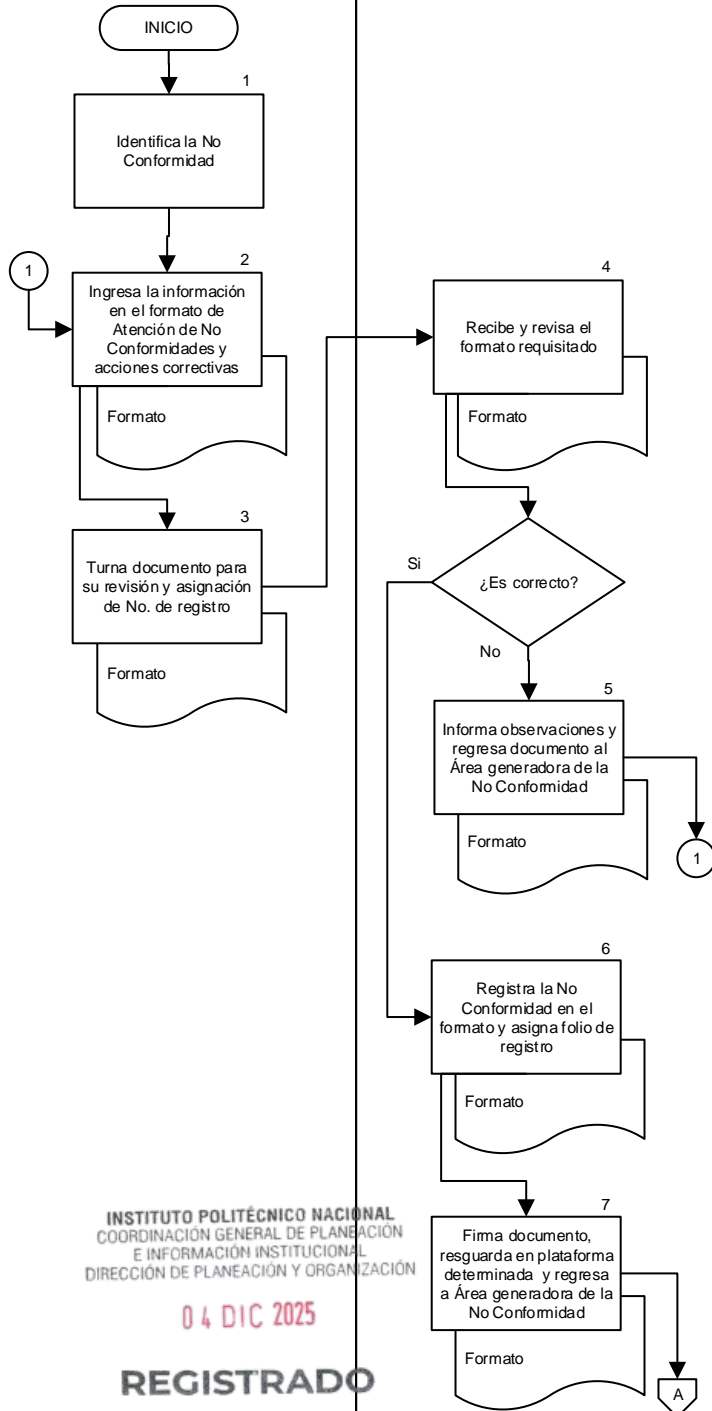 INICIO
1
Identifica la No
Conformidad
1
2
Ingresa la información
en el formato de
Atención de No
Conformidades y
acciones correctivas
Formato
3
Turna documento para
su revisión y asignación
de No. de registro
Formato
4
Recibe y revisa el
formato requisitado
Formato
Si
¿Es correcto?
No
5
Informa observaciones y
regresa documento al
Área generadora de la
No Conformidad
Formato
1
6
Registra la No
Conformidad en el
formato y asigna folio de
registro
Formato
7
Firma documento,
resguarda en plataforma
determinada y regresa
a Área generadora de la
No Conformidad
Formato
A
INSTITUTO POLITÉCNICO NACIONAL
COORDINACIÓN GENERAL DE PLANEACIÓN
E INFORMACIÓN INSTITUCIONAL
DIRECCIÓN DE PLANEACIÓN Y ORGANIZACIÓN
04 DIC 2025
REGISTRADO